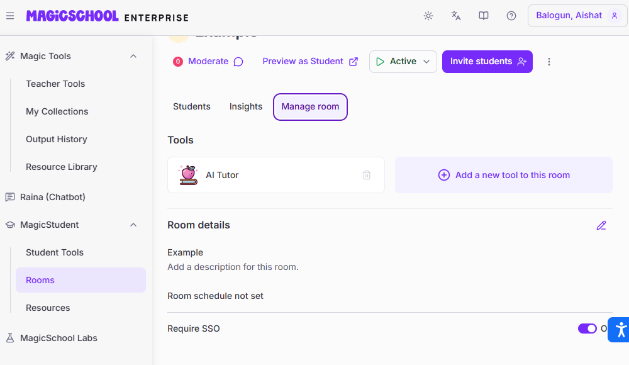 MAGICSCHOOL ENTERPRISE
Balogun, Aishat
Magic Tools
Teacher Tools
My Collections
Output History
Resource Library
Raina (Chatbot)
MagicStudent
Student Tools
Rooms
Resources
MagicSchool Labs
Example
0 Moderate
Preview as Student
Active
Invite students
Students
Insights
Manage room
Tools
AI Tutor
Add a new tool to this room
Room details
Example
Add a description for this room.
Room schedule not set
Require SSO